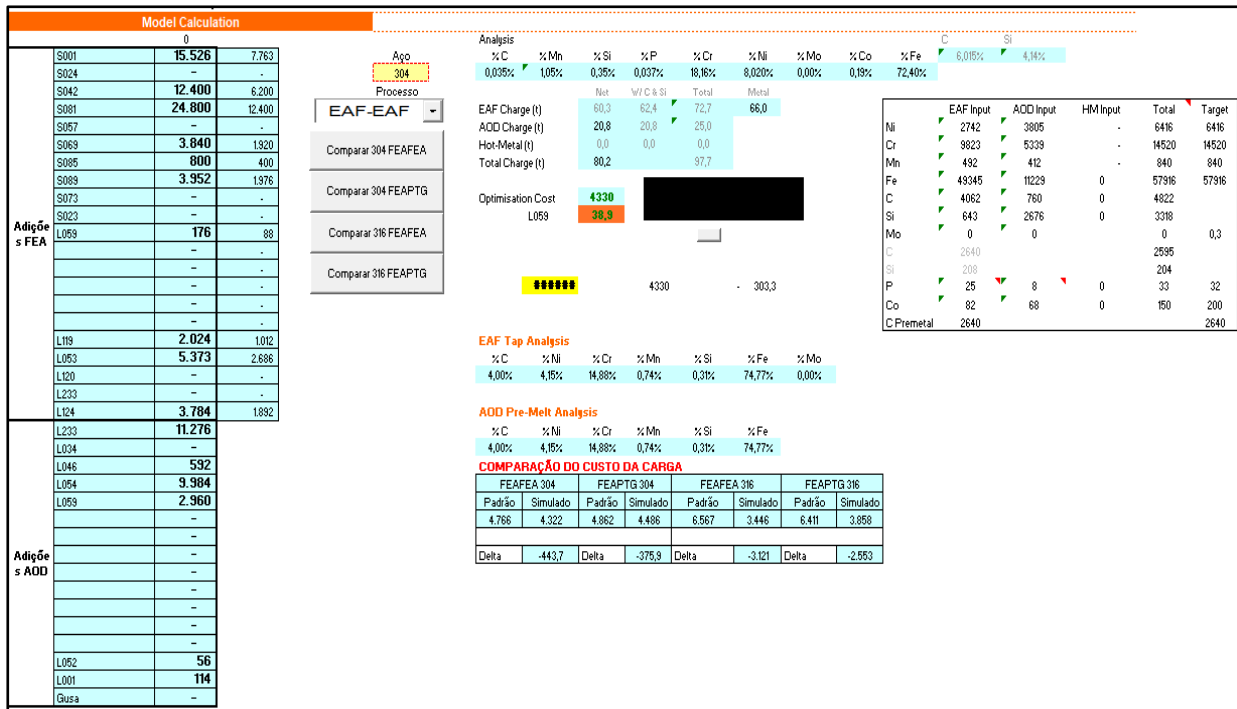 Model Calculation
0
S001 15.526 7.763
S024 - -
S042 12.400 6.200
S081 24.800 12.400
S057 - -
S069 3.840 1.920
S085 800 400
S089 3.952 1.976
S073 - -
S023 - -
Adiçõe
s FEA
L059 176 88
- -
- -
- -
- -
- -
L119 2.024 1.012
L053 5.373 2.686
L120 - -
L233 - -
L124 3.784 1.892
L233 11.276
L034 -
L046 592
L054 9.984
L059 2.960
-
-
Adiçõe
s AOD
-
-
-
-
-
-
L052 56
L001 114
Gusa -
Aço
304
Processo
EAF-EAF
Comparar 304 FEAFEA
Comparar 304 FEAPTG
Comparar 316 FEAFEA
Comparar 316 FEAPTG
Analysis
%C %Mn %Si %P %Cr %Ni %Mo %Co %Fe
0,035% 1,05% 0,35% 0,037% 18,16% 8,020% 0,00% 0,19% 72,40%
C Si
6,015% 4,14%
Net W/ C & Si Total Metal
EAF Charge (t) 60,3 62,4 72,7 66,0
AOD Charge (t) 20,8 20,8 25,0
Hot-Metal (t) 0,0 0,0 0,0
Total Charge (t) 80,2 97,7
Optimisation Cost 4330
L059 38,9
###### 4330 - 303,3
EAF Tap Analysis
%C %Ni %Cr %Mn %Si %Fe %Mo
4,00% 4,15% 14,88% 0,74% 0,31% 74,77% 0,00%
AOD Pre-Melt Analysis
%C %Ni %Cr %Mn %Si %Fe
4,00% 4,15% 14,88% 0,74% 0,31% 74,77%
COMPARAÇÃO DO CUSTO DA CARGA
FEAFEA 304 FEAPTG 304 FEAFEA 316 FEAPTG 316
Padrão Simulado Padrão Simulado Padrão Simulado Padrão Simulado
4.766 4.322 4.862 4.486 6.567 3.446 6.411 3.858
Delta -443,7 Delta -375,9 Delta -3.121 Delta -2.553
EAF Input AOD Input HM Input Total Target
Ni 2742 3805 - 6416 6416
Cr 9823 5339 - 14520 14520
Mn 492 412 - 840 840
Fe 49345 11229 0 57916 57916
C 4062 760 0 4822
Si 643 2676 0 3318
Mo 0 0 0 0,3
C 2640 2595
Si 208 204
P 25 8 0 33 32
Co 82 68 0 150 200
C Premetal 2640 2640